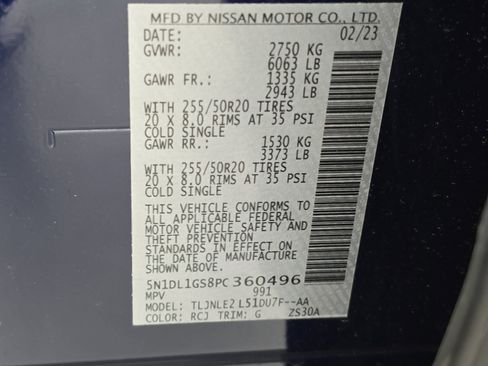 MFD BY NISSAN MOTOR CO., LTD.
DATE: 02/23
GVWR: 2750 KG
6063 LB
GAWR FR.: 1335 KG
2943 LB
WITH 255/50R20 TIRES
20 X 8.0 RIMS AT 35 PSI
COLD SINGLE
GAWR RR.: 1530 KG
3373 LB
WITH 255/50R20 TIRES
20 X 8.0 RIMS AT 35 PSI
COLD SINGLE
THIS VEHICLE CONFORMS TO
ALL APPLICABLE FEDERAL
MOTOR VEHICLE SAFETY
AND THEFT PREVENTION
STANDARDS IN EFFECT ON
THE DATE OF MANUFACTURE
SHOWN ABOVE.
5N1DL1GS8PC360496
MPV 991
MODEL: TLJNLE2 L51DU7F--AA
COLOR: RCJ TRIM: G ZS30A